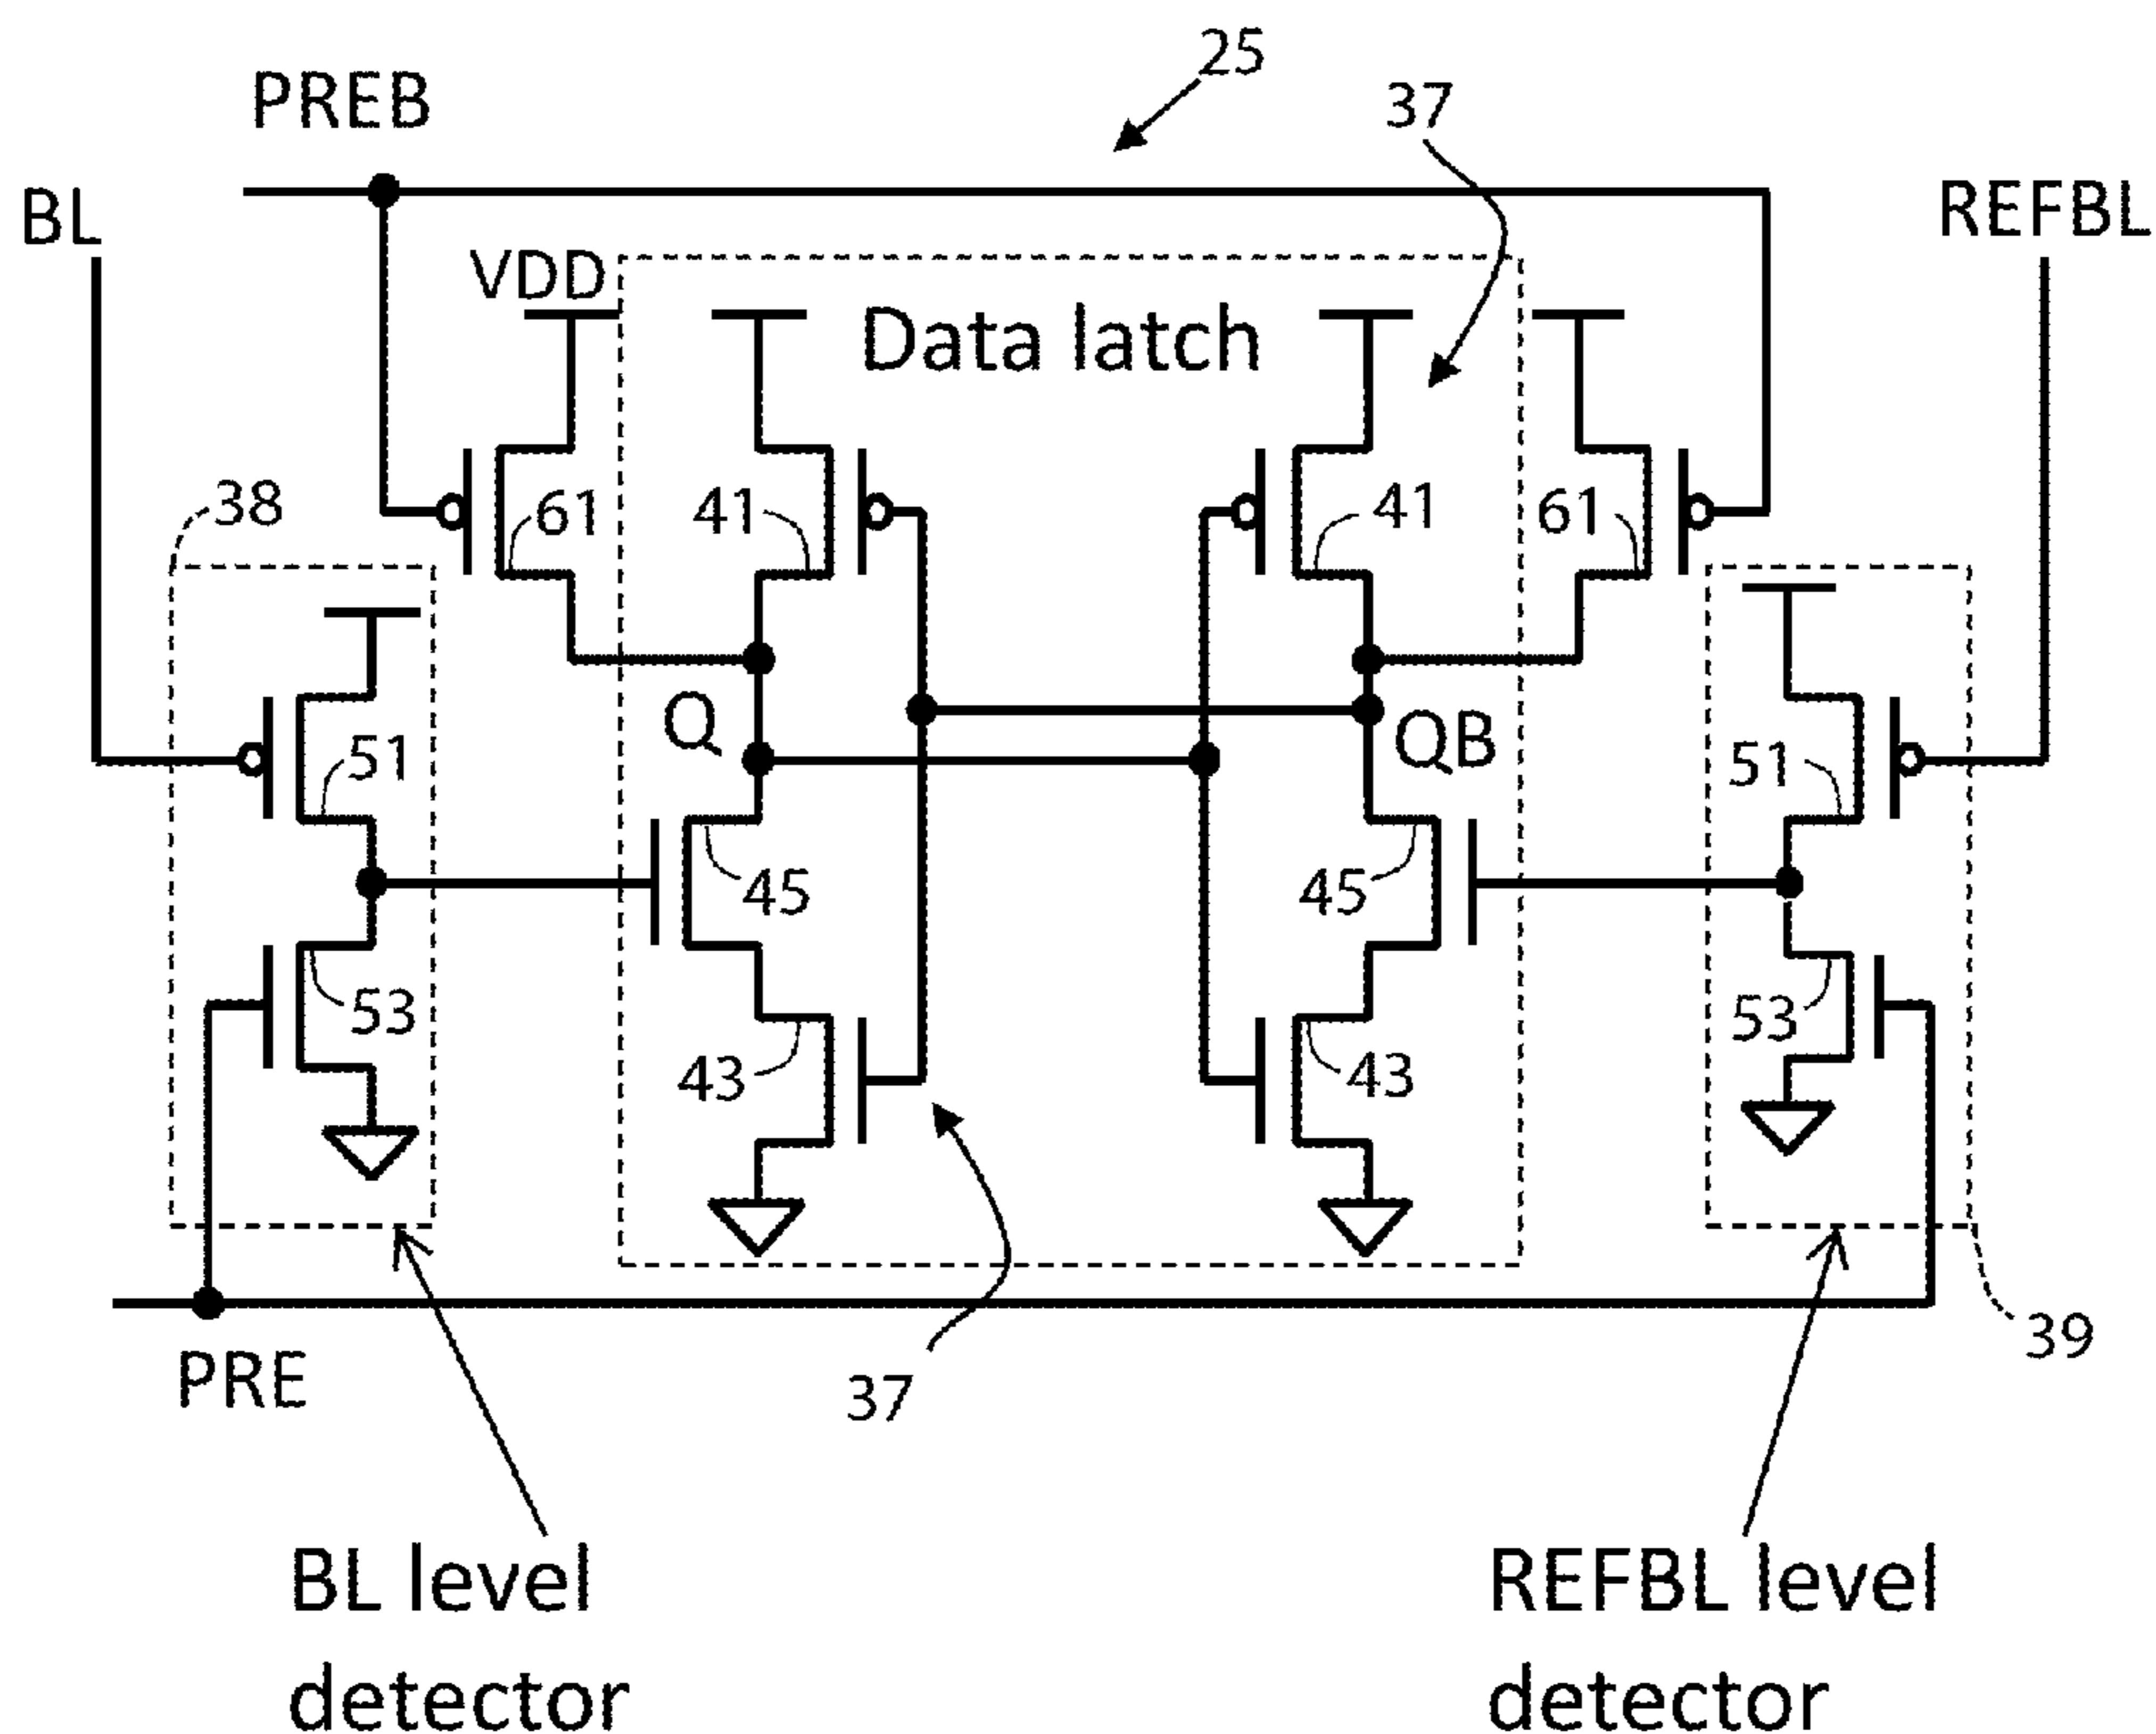 25
37
PREB
BL
REFBL
VDD
Data latch
38
61
41
41
61
Q
QB
51
51
45
45
53
53
43
43
PRE
37
39
BL level
detector
REFBL level
detector